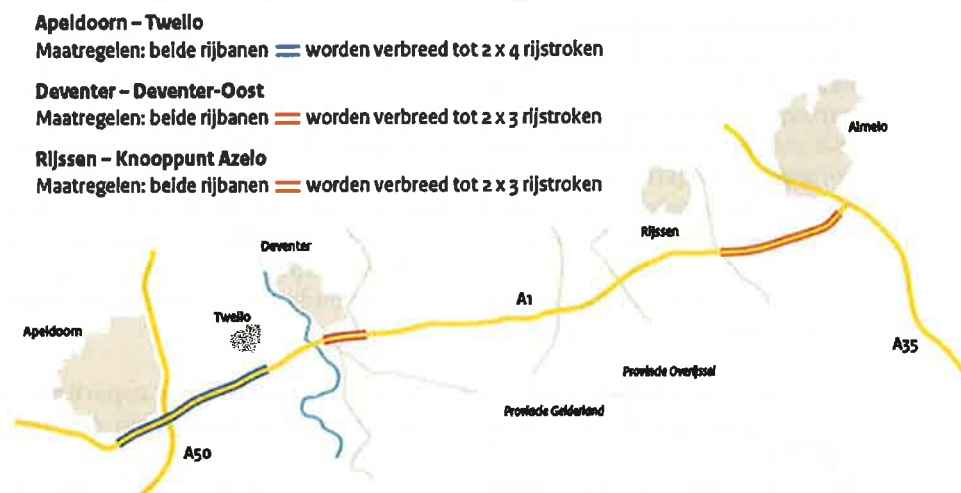 Apeldoorn – Twello
Maatregelen: beide rijbanen worden verbreed tot 2 x 4 rijstroken
Deventer – Deventer-Oost
Maatregelen: beide rijbanen worden verbreed tot 2 x 3 rijstroken
Rijssen – Knooppunt Azelo
Maatregelen: beide rijbanen worden verbreed tot 2 x 3 rijstroken
Almelo
Rijssen
Deventer
A1
Twello
Apeldoorn
A35
Provincie Overijssel
Provincie Gelderland
A50